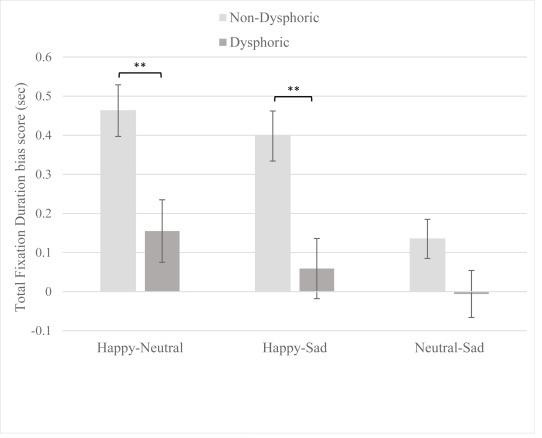 Non-Dysphoric
Dysphoric
Total Fixation Duration bias score (sec)
0.6
0.5
0.4
0.3
0.2
0.1
0
-0.1
**
**
Happy-Neutral
Happy-Sad
Neutral-Sad